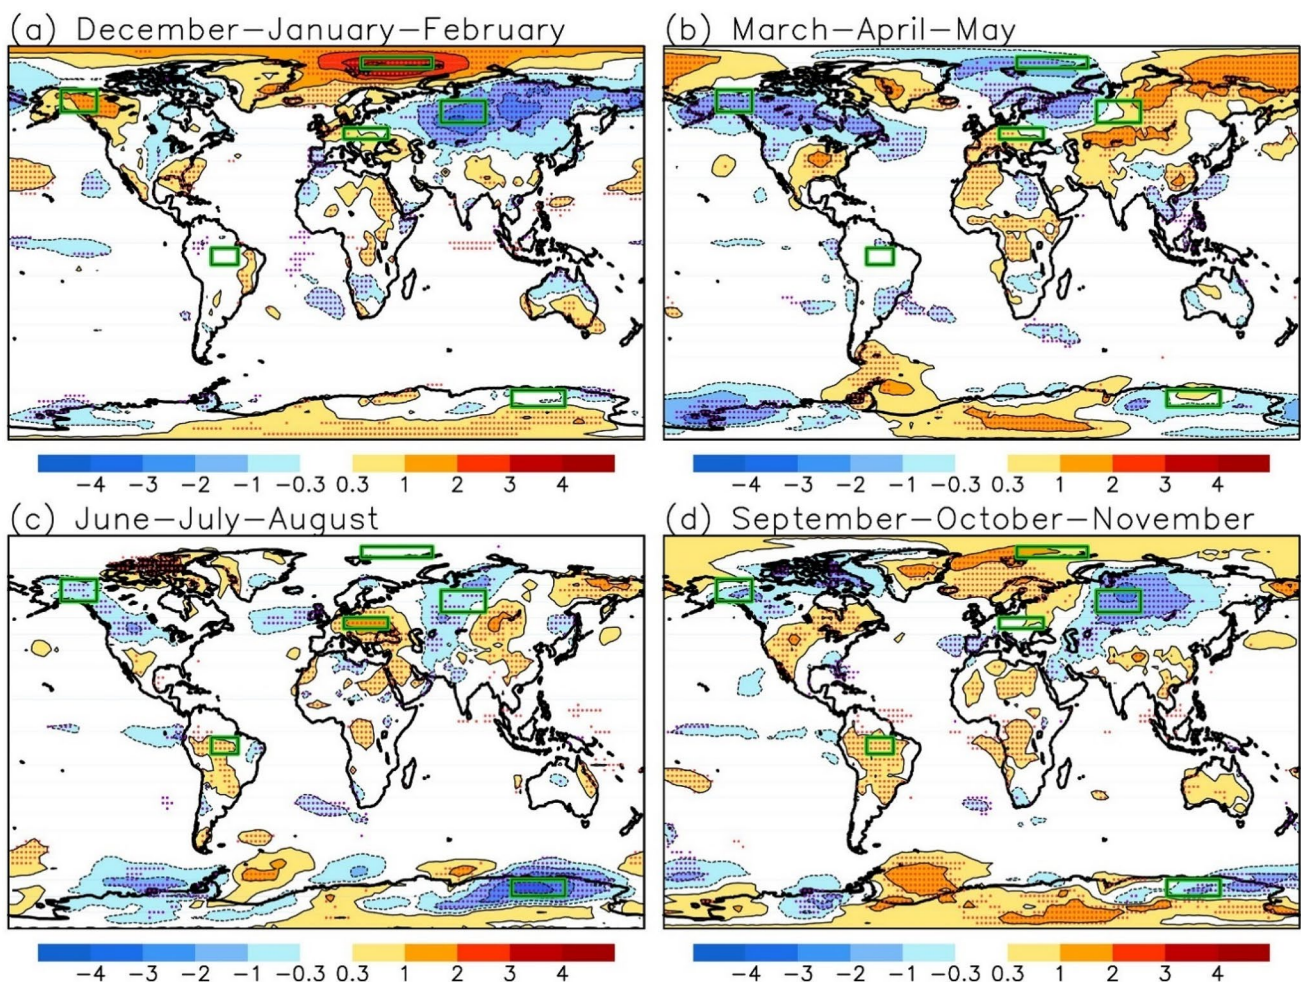 (a) December-January-February
(b) March-April-May
-4 -3 -2 -1 -0.3 0.3 1 2 3 4
-4 -3 -2 -1 -0.3 0.3 1 2 3 4
(c) June-July-August
(d) September-October-November
-4 -3 -2 -1 -0.3 0.3 1 2 3 4
-4 -3 -2 -1 -0.3 0.3 1 2 3 4